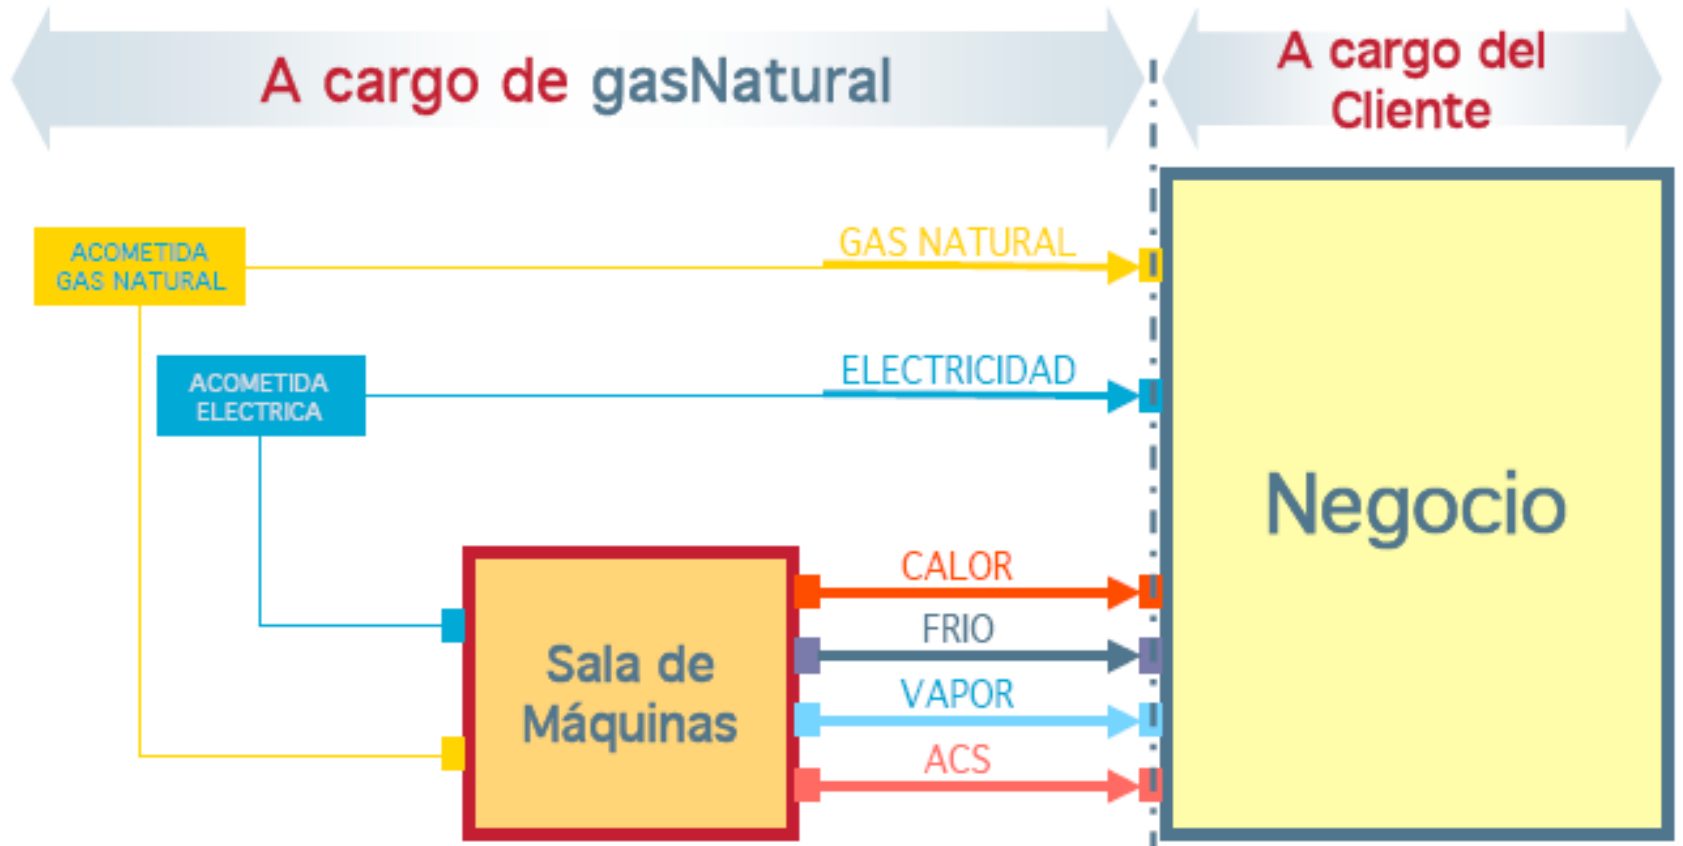 A cargo de gasNatural
A cargo del
Cliente
ACOMETIDA
GAS NATURAL
GAS NATURAL
ACOMETIDA
ELECTRICA
ELECTRICIDAD
Negocio
Sala de
Máquinas
CALOR
FRIO
VAPOR
ACS